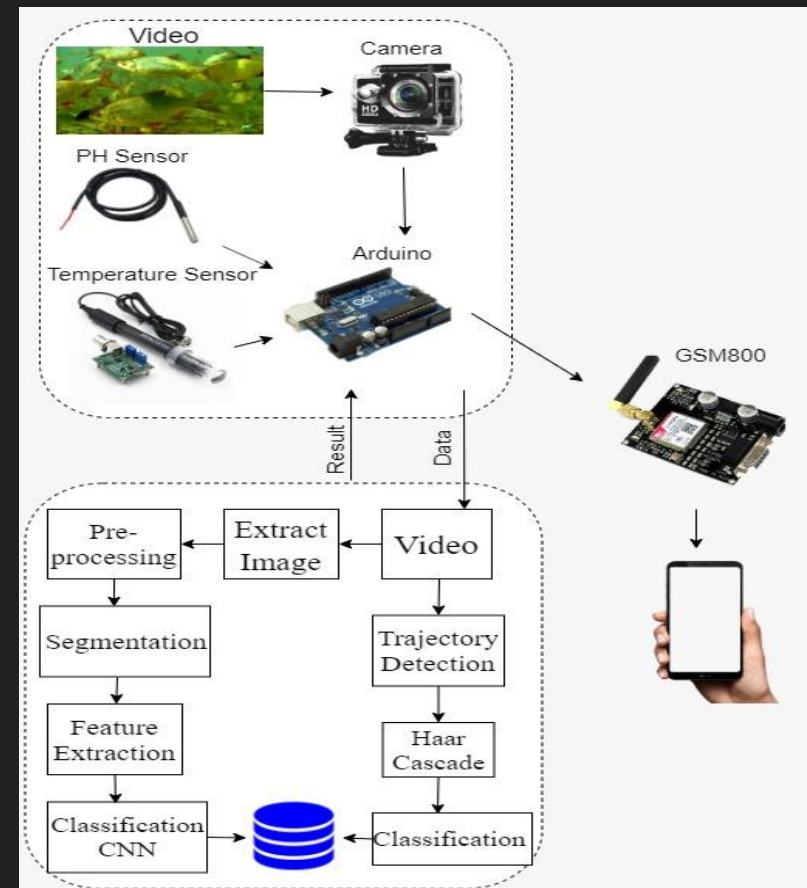 Video
Camera
HD
PH Sensor
Temperature Sensor
Arduino
GSM800
Result
Data
Pre-
processing
Extract
Image
Video
Segmentation
Trajectory
Detection
Feature
Extraction
Haar
Cascade
Classification
CNN
Classification